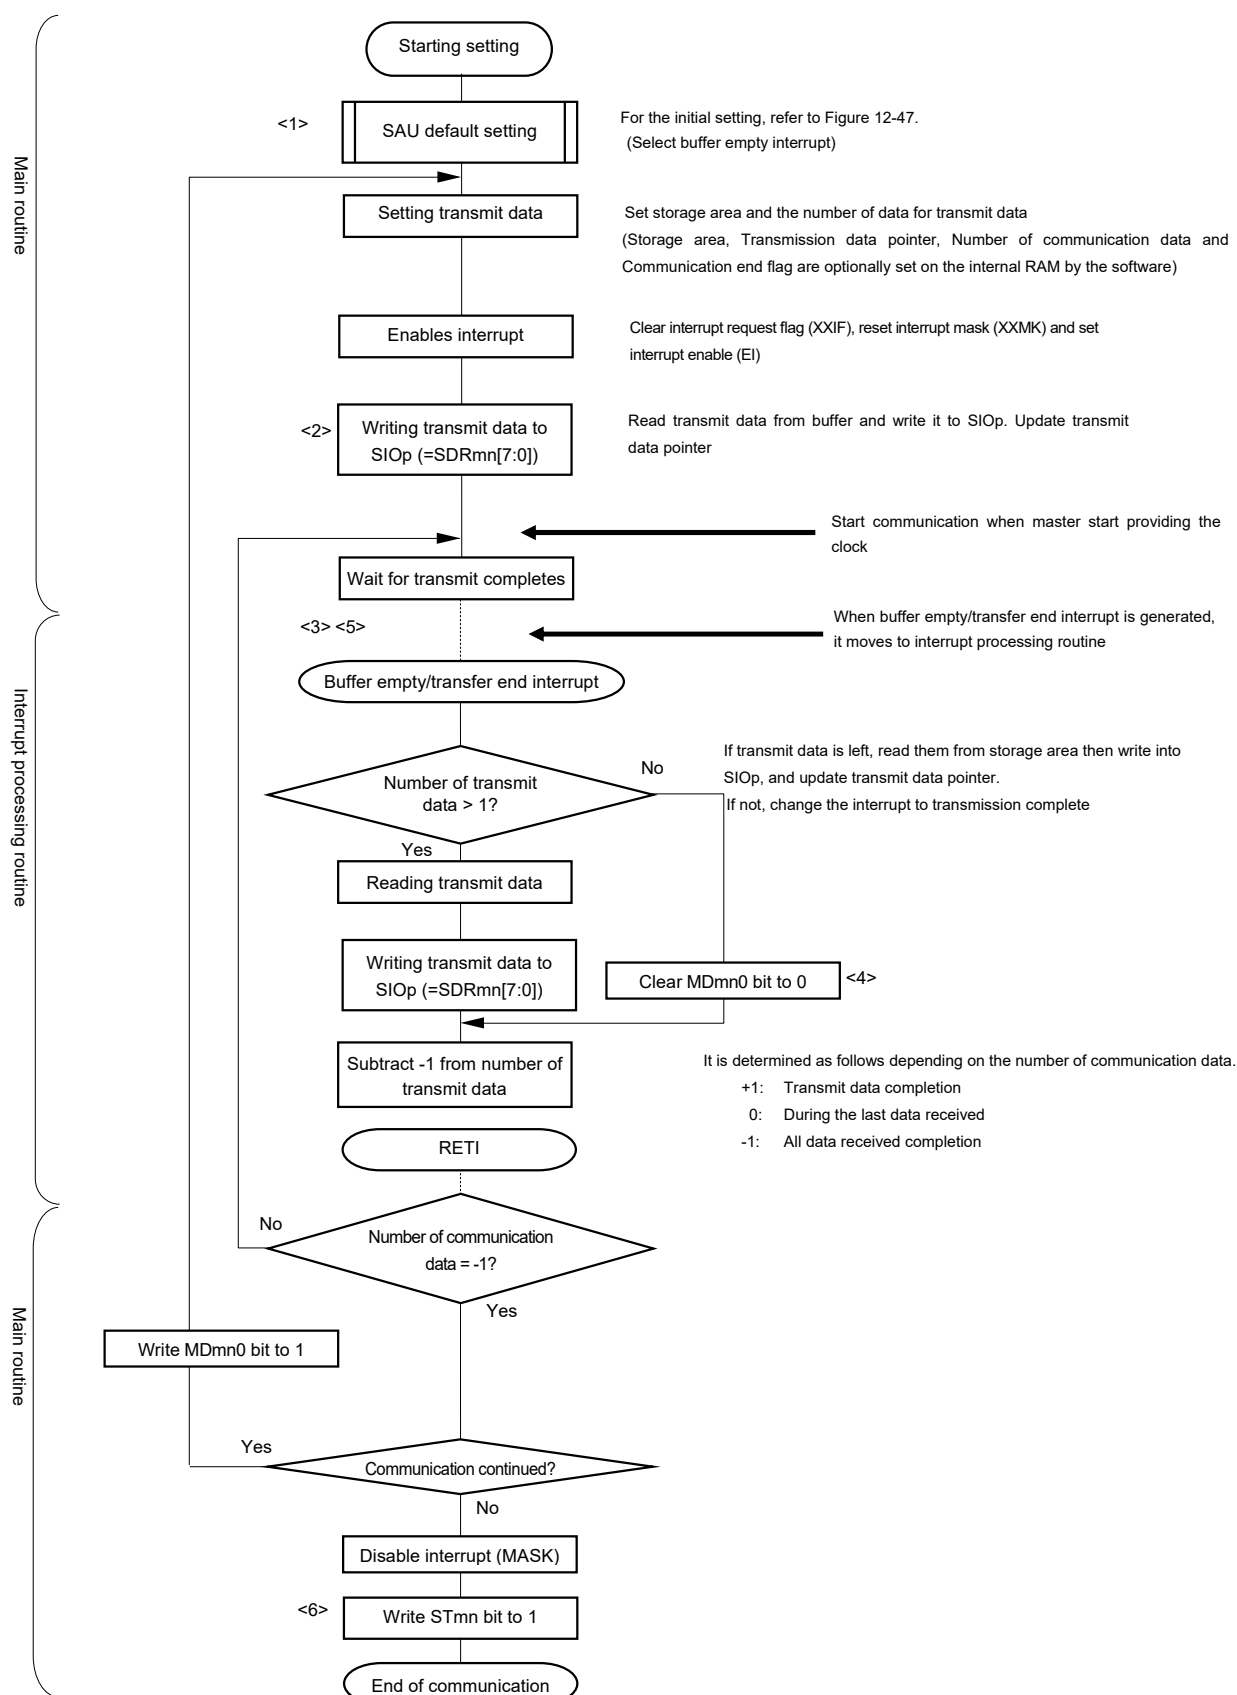 Starting setting
<1>
SAU default setting
For the initial setting, refer to Figure 12-47.
(Select buffer empty interrupt)
Main routine
Setting transmit data
Set storage area and the number of data for transmit data
(Storage area, Transmission data pointer, Number of communication data and
Communication end flag are optionally set on the internal RAM by the software)
Enables interrupt
Clear interrupt request flag (XXIF), reset interrupt mask (XXMK) and set
interrupt enable (EI)
<2>
Writing transmit data to
SIOp (=SDRmn[7:0])
Read transmit data from buffer and write it to SIOp. Update transmit
data pointer
Start communication when master start providing the
clock
Wait for transmit completes
<3> <5>
When buffer empty/transfer end interrupt is generated,
it moves to interrupt processing routine
Buffer empty/transfer end interrupt
Interrupt processing routine
Number of transmit
data > 1?
No
If transmit data is left, read them from storage area then write into
SIOp, and update transmit data pointer.
If not, change the interrupt to transmission complete
Yes
Reading transmit data
Writing transmit data to
SIOp (=SDRmn[7:0])
Clear MDmn0 bit to 0
<4>
Subtract -1 from number of
transmit data
It is determined as follows depending on the number of communication data.
+1: Transmit data completion
0: During the last data received
-1: All data received completion
RETI
No
Number of communication
data = -1?
Yes
Main routine
Write MDmn0 bit to 1
Yes
Communication continued?
No
Disable interrupt (MASK)
<6>
Write STmn bit to 1
End of communication